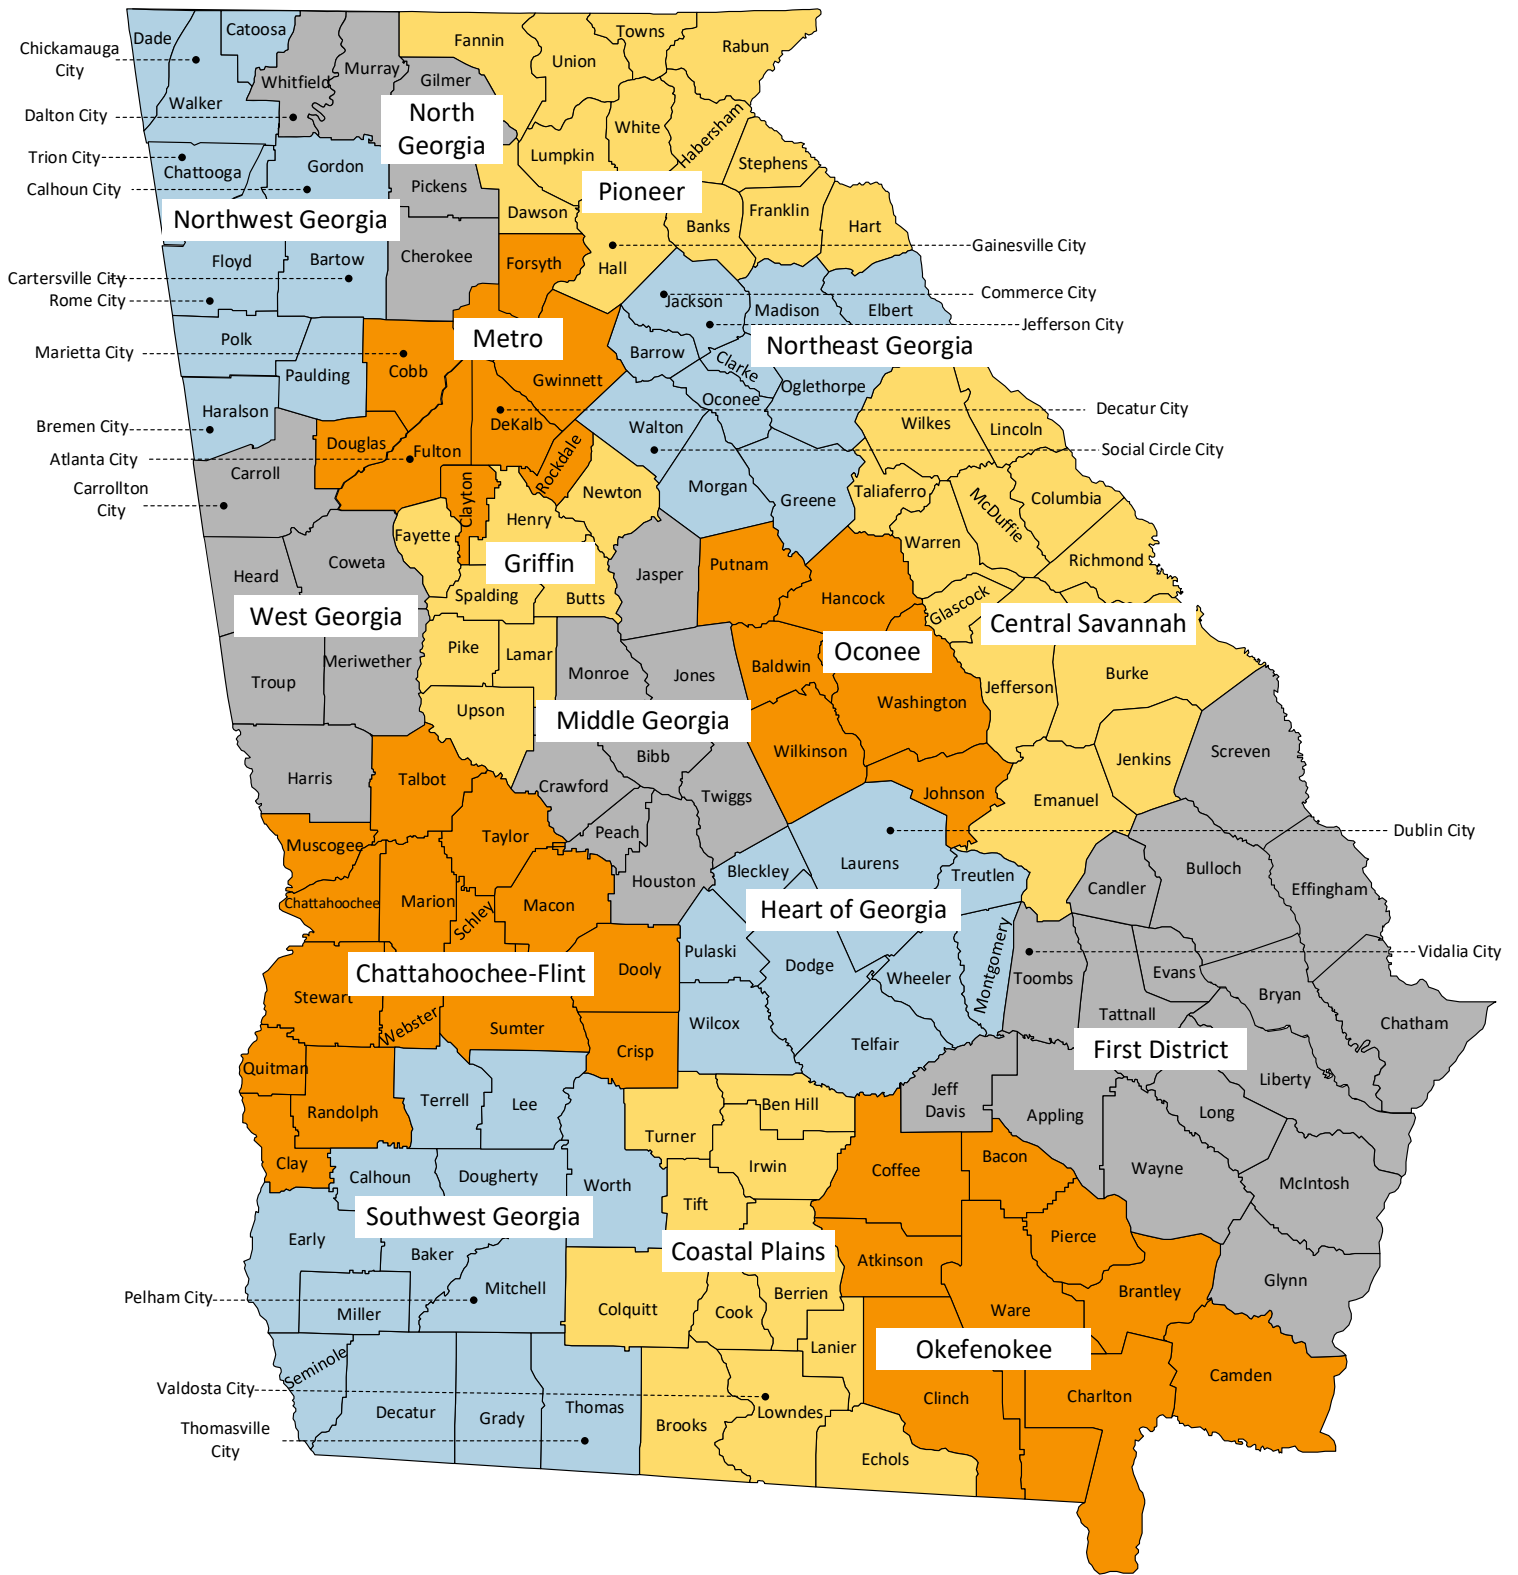 Dade
Catoosa
Fannin
Towns
Union
Rabun
Chickamauga
City
Whitfield
Murray
Gilmer
Walker
Dalton City
North
Georgia
White
Habersham
Lumpkin
Stephens
Trion City
Chattooga
Gordon
Calhoun City
Pickens
Pioneer
Dawson
Banks
Franklin
Hart
Northwest Georgia
Gainesville City
Floyd
Bartow
Cherokee
Forsyth
Hall
Cartersville City
Rome City
Jackson
Commerce City
Madison
Elbert
Jefferson City
Polk
Metro
Northeast Georgia
Marietta City
Cobb
Barrow
Clarke
Paulding
Gwinnett
Oglethorpe
Oconee
Haralson
Decatur City
Bremen City
Douglas
DeKalb
Walton
Wilkes
Lincoln
Atlanta City
Fulton
Rockdale
Social Circle City
Carroll
Carrollton
City
Clayton
Newton
Morgan
Greene
Taliaferro
McDuffie
Columbia
Henry
Fayette
Warren
Coweta
Griffin
Putnam
Richmond
Heard
Jasper
Spalding
Butts
Hancock
Glascock
West Georgia
Central Savannah
Pike
Lamar
Oconee
Meriwether
Monroe
Jones
Baldwin
Troup
Jefferson
Burke
Upson
Washington
Middle Georgia
Bibb
Wilkinson
Screven
Jenkins
Harris
Talbot
Crawford
Twiggs
Johnson
Emanuel
Dublin City
Muscogee
Taylor
Peach
Laurens
Bleckley
Treutlen
Bulloch
Houston
Candler
Effingham
Chattahoochee
Marion
Schley
Macon
Heart of Georgia
Pulaski
Montgomery
Vidalia City
Chattahoochee-Flint
Dooly
Dodge
Wheeler
Toombs
Evans
Stewart
Bryan
Webster
Sumter
Wilcox
Tattnall
Chatham
Crisp
Telfair
First District
Quitman
Liberty
Randolph
Terrell
Lee
Ben Hill
Jeff
Davis
Appling
Long
Turner
Clay
Calhoun
Dougherty
Worth
Irwin
Coffee
Bacon
Wayne
McIntosh
Tift
Southwest Georgia
Early
Baker
Coastal Plains
Pierce
Atkinson
Mitchell
Glynn
Pelham City
Miller
Colquitt
Cook
Berrien
Ware
Brantley
Lanier
Okefenokee
Seminole
Camden
Valdosta City
Clinch
Charlton
Decatur
Grady
Thomas
Lowndes
Brooks
Thomasville
City
Echols